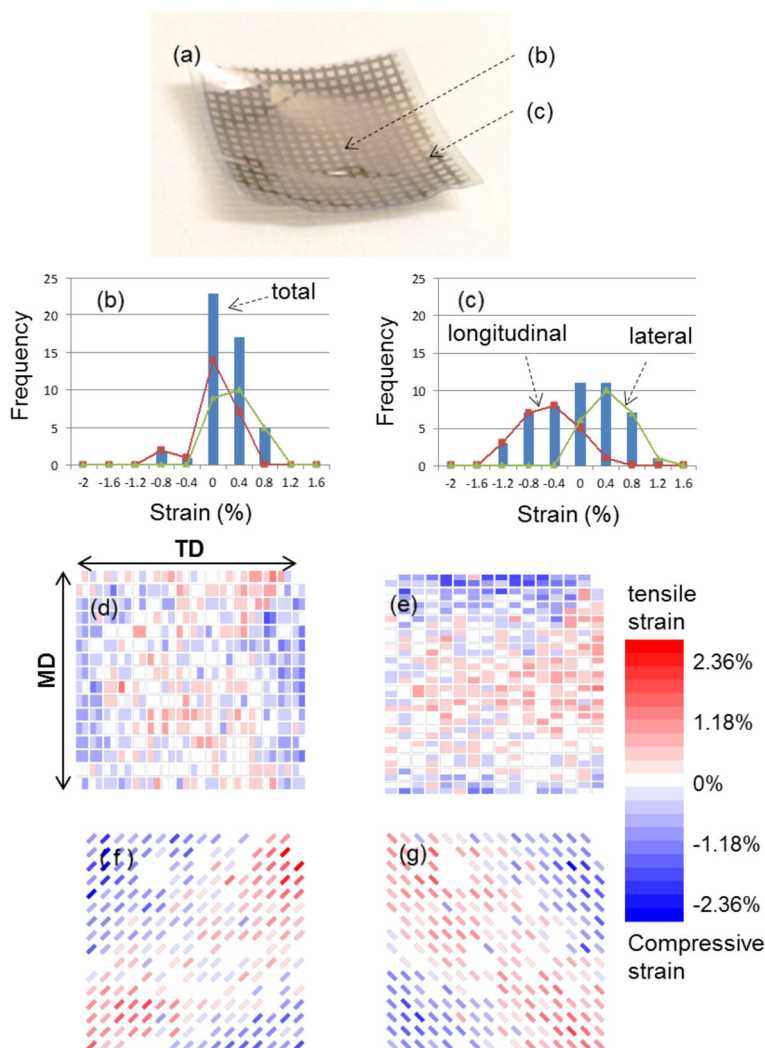 (a)
(b)
(c)
25
20
15
10
5
0
Frequency
(b)
total
-2 -1.6 -1.2 -0.8 -0.4 0 0.4 0.8 1.2 1.6
Strain (%)
25
20
15
10
5
0
Frequency
(c)
longitudinal
lateral
-2 -1.6 -1.2 -0.8 -0.4 0 0.4 0.8 1.2 1.6
Strain (%)
TD
MD
(d)
(e)
tensile
strain
2.36%
1.18%
0%
-1.18%
-2.36%
Compressive
strain
(f)
(g)